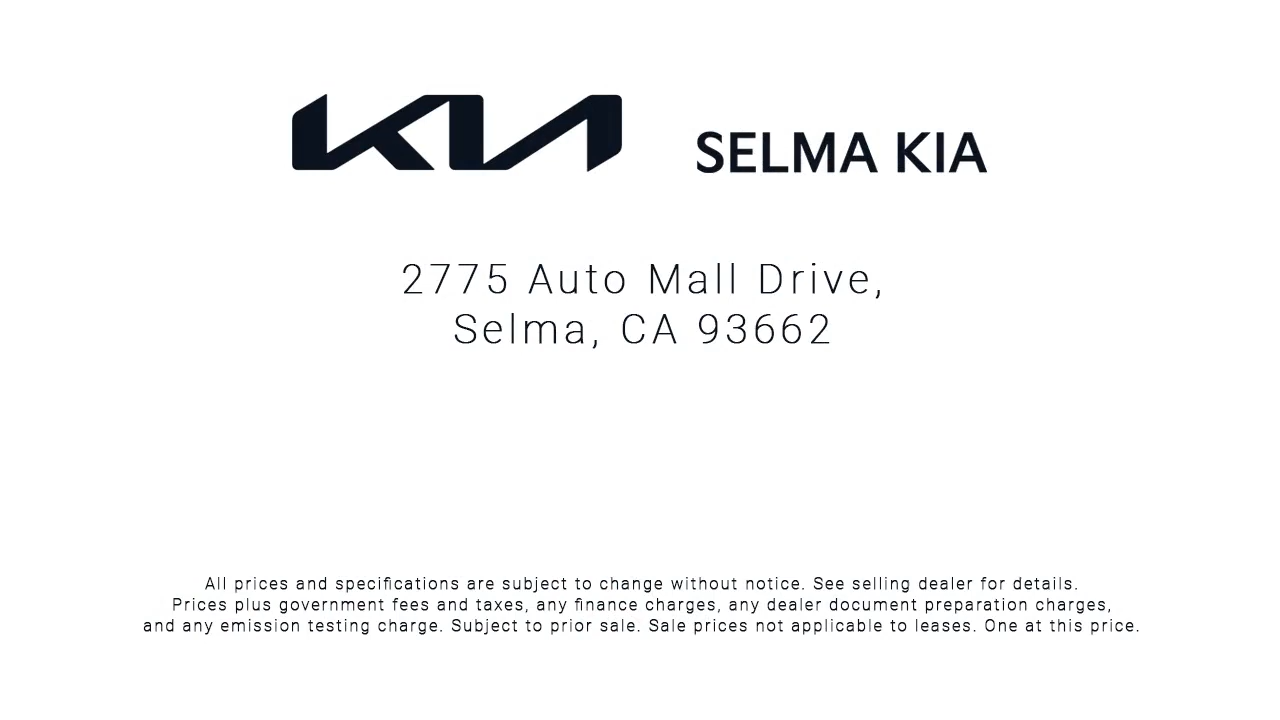 KIA SELMA KIA
2775 Auto Mall Drive,
Selma, CA 93662
All prices and specifications are subject to change without notice. See selling dealer for details.
Prices plus government fees and taxes, any finance charges, any dealer document preparation charges,
and any emission testing charge. Subject to prior sale. Sale prices not applicable to leases. One at this price.